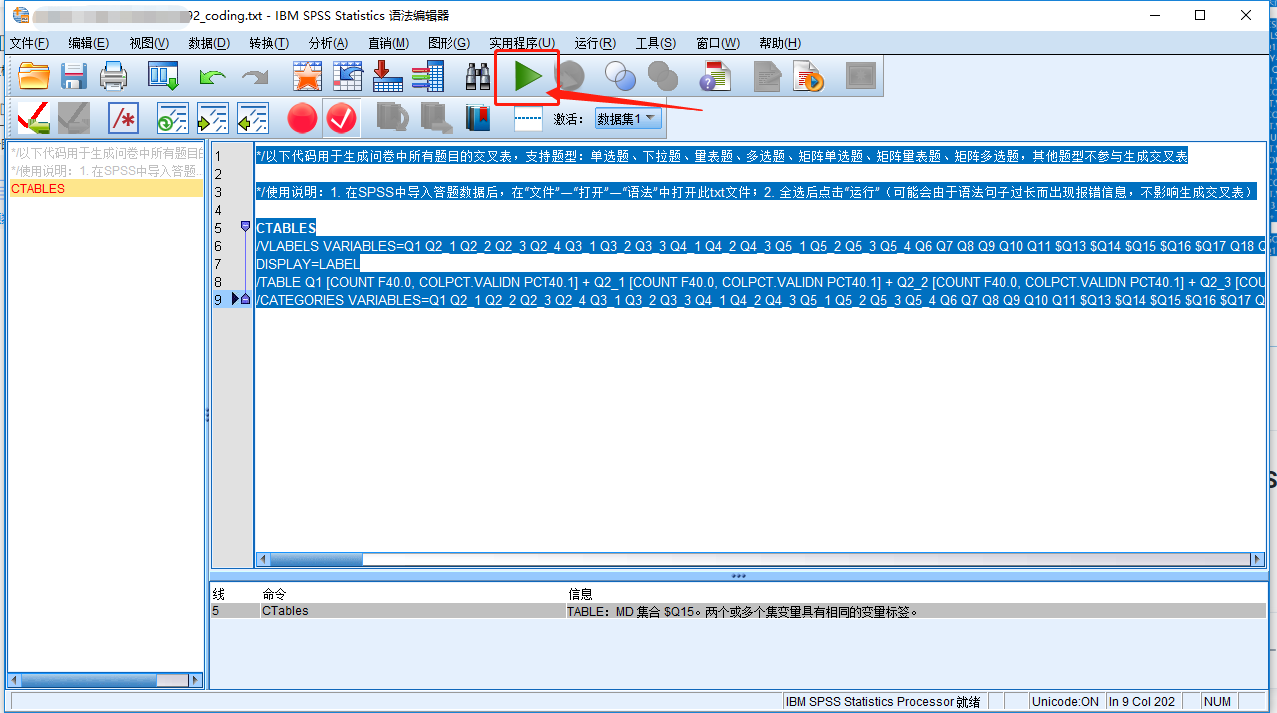 92_coding.txt - IBM SPSS Statistics 语法编辑器
文件(F) 编辑(E) 视图(V) 数据(D) 转换(T) 分析(A) 直销(M) 图形(G) 实用程序(U) 运行(R) 工具(S) 窗口(W) 帮助(H)
激活： 数据集1
*/以下代码用于生成问卷中所有题目的
*/使用说明：1. 在SPSS中导入答题...
CTABLES
1 */以下代码用于生成问卷中所有题目的交叉表，支持题型：单选题、下拉题、量表题、多选题、矩阵单选题、矩阵量表题、矩阵多选题，其他题型不参与生成交叉表
2
3 */使用说明：1. 在SPSS中导入答题数据后，在“文件”—“打开”—“语法”中打开此txt文件；2. 全选后点击“运行”（可能会由于语法句子过长而出现报错信息，不影响生成交叉表）
4
5 CTABLES
6 /VLABELS VARIABLES=Q1 Q2_1 Q2_2 Q2_3 Q2_4 Q3_1 Q3_2 Q3_3 Q4_1 Q4_2 Q4_3 Q5_1 Q5_2 Q5_3 Q5_4 Q6 Q7 Q8 Q9 Q10 Q11 $Q13 $Q14 $Q15 $Q16 $Q17 Q18 Q
7 DISPLAY=LABEL
8 /TABLE Q1 [COUNT F40.0, COLPCT.VALIDN PCT40.1] + Q2_1 [COUNT F40.0, COLPCT.VALIDN PCT40.1] + Q2_2 [COUNT F40.0, COLPCT.VALIDN PCT40.1] + Q2_3 [COU
9 /CATEGORIES VARIABLES=Q1 Q2_1 Q2_2 Q2_3 Q2_4 Q3_1 Q3_2 Q3_3 Q4_1 Q4_2 Q4_3 Q5_1 Q5_2 Q5_3 Q5_4 Q6 Q7 Q8 Q9 Q10 Q11 $Q13 $Q14 $Q15 $Q16 $Q17 Q
线 命令 信息
5 CTables TABLE：MD 集合 $Q15。两个或多个集变量具有相同的变量标签。
IBM SPSS Statistics Processor 就绪 Unicode:ON In 9 Col 202 NUM